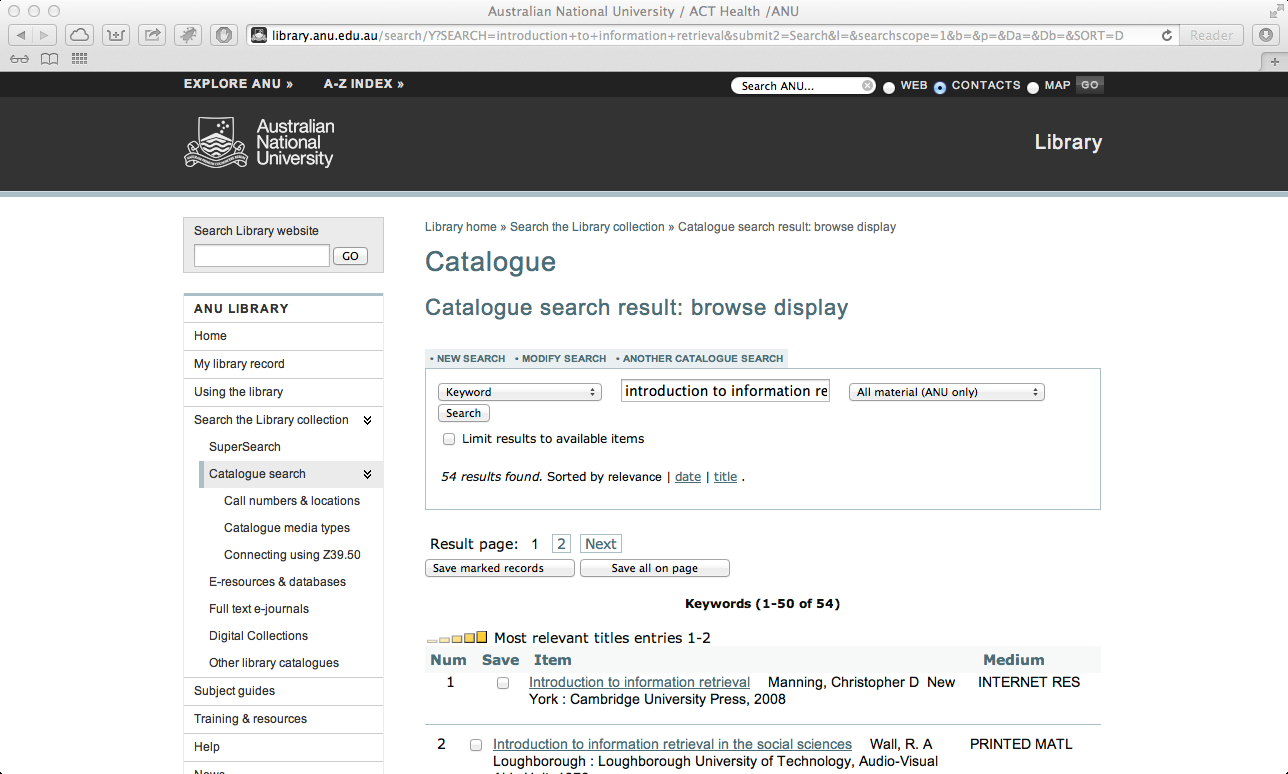 Australian National University / ACT Health /ANU
library.anu.edu.au/search/Y?SEARCH=introduction+to+information+retrieval&submit2=Search&l=&searchscope=1&b=&p=&Da=&Db=&SORT=D
Reader
EXPLORE ANU » A-Z INDEX » Search ANU... WEB CONTACTS MAP GO
Australian
National
University
Library
Search Library website
GO
ANU LIBRARY
Home
My library record
Using the library
Search the Library collection
SuperSearch
Catalogue search
Call numbers & locations
Catalogue media types
Connecting using Z39.50
E-resources & databases
Full text e-journals
Digital Collections
Other library catalogues
Subject guides
Training & resources
Help
News
Library home » Search the Library collection » Catalogue search result: browse display
Catalogue
Catalogue search result: browse display
• NEW SEARCH • MODIFY SEARCH • ANOTHER CATALOGUE SEARCH
Keyword introduction to information re All material (ANU only)
Search
Limit results to available items
54 results found. Sorted by relevance | date | title .
Result page: 1 2 Next
Save marked records Save all on page
Keywords (1-50 of 54)
Most relevant titles entries 1-2
Num Save Item Medium
1 Introduction to information retrieval Manning, Christopher D New INTERNET RES
York : Cambridge University Press, 2008
2 Introduction to information retrieval in the social sciences Wall, R. A PRINTED MATL
Loughborough : Loughborough University of Technology, Audio-Visual